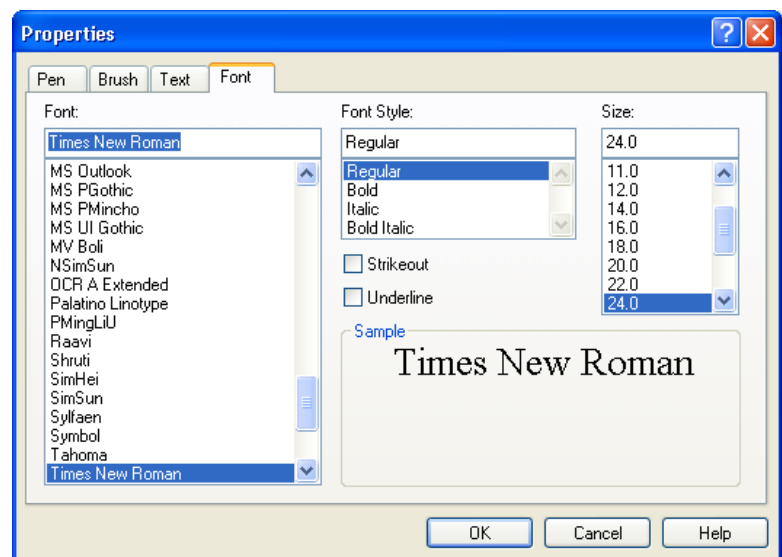 Properties
Pen Brush Text Font
Font: Font Style: Size:
Times New Roman Regular 24.0
MS Outlook
MS PGothic
MS PMincho
MS UI Gothic
MV Boli
NSimSun
OCR A Extended
Palatino Linotype
PMingLiU
Raavi
Shruti
SimHei
SimSun
Sylfaen
Symbol
Tahoma
Times New Roman
Regular
Bold
Italic
Bold Italic
Strikeout
Underline
11.0
12.0
14.0
16.0
18.0
20.0
22.0
24.0
Sample
Times New Roman
OK Cancel Help